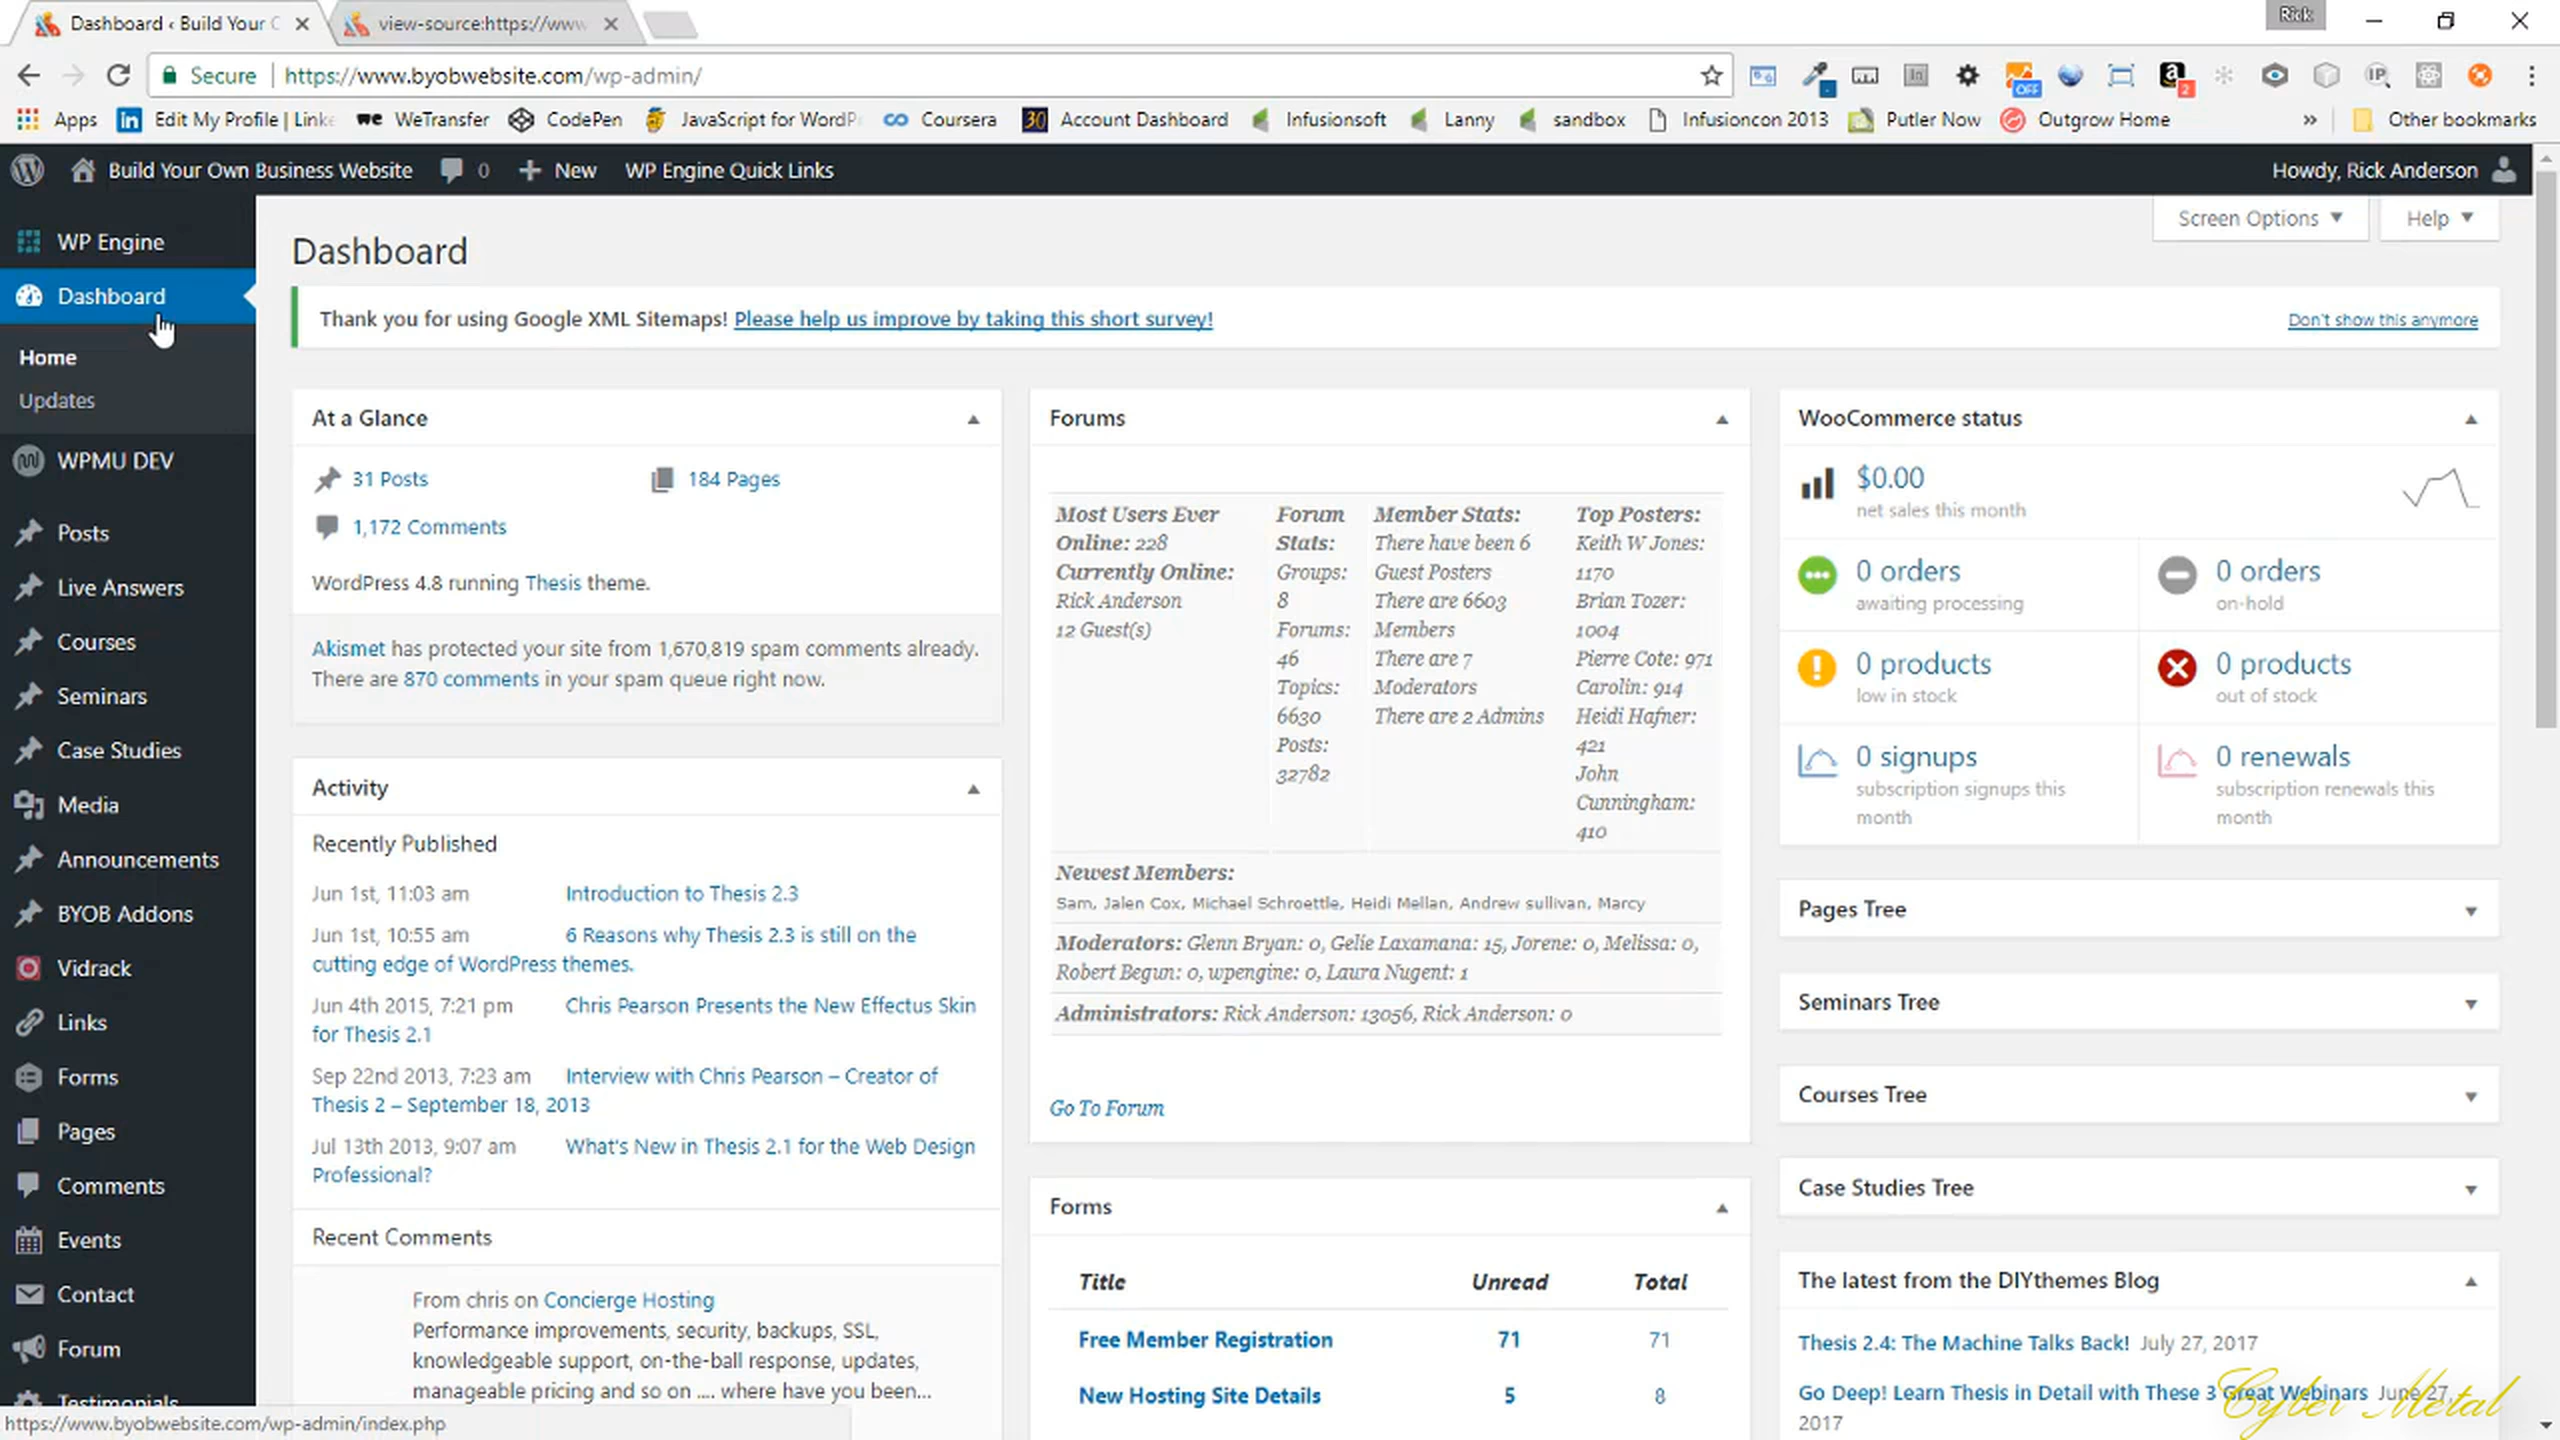 Dashboard ‹ Build Your C
view-source:https://www
Rick
Secure
https://www.byobwebsite.com/wp-admin/
OFF
2
IP
Apps
Edit My Profile | Linke
WeTransfer
CodePen
JavaScript for WordP
Coursera
30
Account Dashboard
Infusionsoft
Lanny
sandbox
Infusioncon 2013
Putler Now
Outgrow Home
»
Other bookmarks
Build Your Own Business Website
0
New
WP Engine Quick Links
Howdy, Rick Anderson
WP Engine
Dashboard
Home
Updates
WPMU DEV
Posts
Live Answers
Courses
Seminars
Case Studies
Media
Announcements
BYOB Addons
Vidrack
Links
Forms
Pages
Comments
Events
Contact
Forum
Testimonials
https://www.byobwebsite.com/wp-admin/index.php
Dashboard
Screen Options
Help
Thank you for using Google XML Sitemaps! Please help us improve by taking this short survey!
Don't show this anymore
At a Glance
31 Posts
184 Pages
1,172 Comments
WordPress 4.8 running Thesis theme.
Akismet has protected your site from 1,670,819 spam comments already.
There are 870 comments in your spam queue right now.
Activity
Recently Published
Jun 1st, 11:03 am Introduction to Thesis 2.3
Jun 1st, 10:55 am 6 Reasons why Thesis 2.3 is still on the
cutting edge of WordPress themes.
Jun 4th 2015, 7:21 pm Chris Pearson Presents the New Effectus Skin
for Thesis 2.1
Sep 22nd 2013, 7:23 am Interview with Chris Pearson – Creator of
Thesis 2 – September 18, 2013
Jul 13th 2013, 9:07 am What's New in Thesis 2.1 for the Web Design
Professional?
Recent Comments
From chris on Concierge Hosting
Performance improvements, security, backups, SSL,
knowledgeable support, on-the-ball response, updates,
manageable pricing and so on .... where have you been...
Forums
Most Users Ever
Online: 228
Currently Online:
Rick Anderson
12 Guest(s)
Forum
Stats:
Groups:
8
Forums:
46
Topics:
6630
Posts:
32782
Member Stats:
There have been 6
Guest Posters
There are 6603
Members
There are 7
Moderators
There are 2 Admins
Top Posters:
Keith W Jones:
1170
Brian Tozer:
1004
Pierre Cote: 971
Carolin: 914
Heidi Hafner:
421
John
Cunningham:
410
Newest Members:
Sam, Jalen Cox, Michael Schroettle, Heidi Mellan, Andrew sullivan, Marcy
Moderators: Glenn Bryan: 0, Gelie Laxamana: 15, Jorene: 0, Melissa: 0,
Robert Begun: 0, wpengine: 0, Laura Nugent: 1
Administrators: Rick Anderson: 13056, Rick Anderson: 0
Go To Forum
Forms
Title Unread Total
Free Member Registration 71 71
New Hosting Site Details 5 8
WooCommerce status
$0.00
net sales this month
0 orders
awaiting processing
0 orders
on-hold
0 products
low in stock
0 products
out of stock
0 signups
subscription signups this
month
0 renewals
subscription renewals this
month
Pages Tree
Seminars Tree
Courses Tree
Case Studies Tree
The latest from the DIYthemes Blog
Thesis 2.4: The Machine Talks Back! July 27, 2017
Go Deep! Learn Thesis in Detail with These 3 Great Webinars June 27,
2017
Cyber Metal